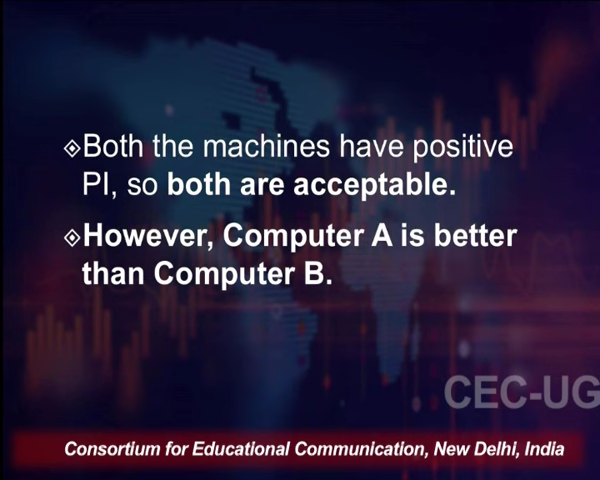 Both the machines have positive
PI, so both are acceptable.
However, Computer A is better
than Computer B.
CEC-UG
Consortium for Educational Communication, New Delhi, India